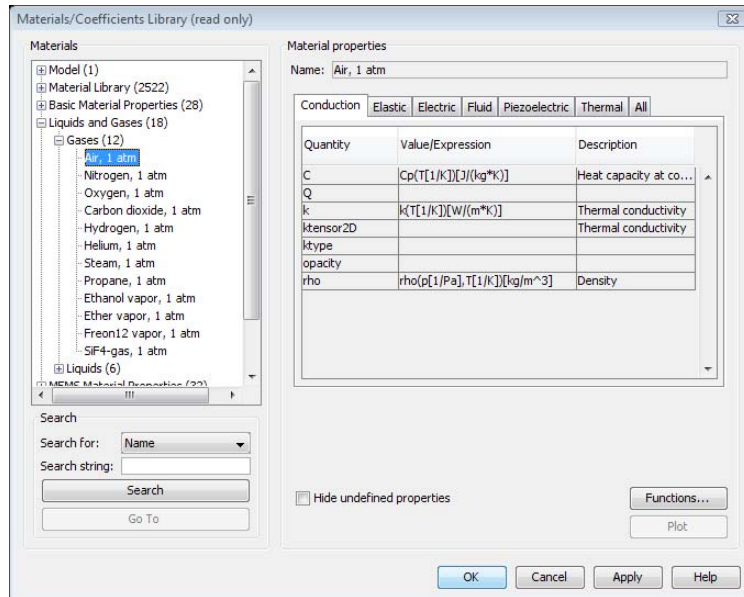 Materials/Coefficients Library (read only)
Materials
Model (1)
Material Library (2522)
Basic Material Properties (28)
Liquids and Gases (18)
Gases (12)
Air, 1 atm
Nitrogen, 1 atm
Oxygen, 1 atm
Carbon dioxide, 1 atm
Hydrogen, 1 atm
Helium, 1 atm
Steam, 1 atm
Propane, 1 atm
Ethanol vapor, 1 atm
Ether vapor, 1 atm
Freon12 vapor, 1 atm
SiF4-gas, 1 atm
Liquids (6)
MEMS Material Properties (32)
Search
Search for: Name
Search string:
Search
Go To
Material properties
Name: Air, 1 atm
Conduction Elastic Electric Fluid Piezoelectric Thermal All
Quantity Value/Expression Description
C Cp(T[1/K])[J/(kg*K)] Heat capacity at co...
Q
k k(T[1/K])[W/(m*K)] Thermal conductivity
ktensor2D Thermal conductivity
ktype
opacity
rho rho(p[1/Pa],T[1/K])[kg/m^3] Density
Hide undefined properties
Functions...
Plot
OK Cancel Apply Help